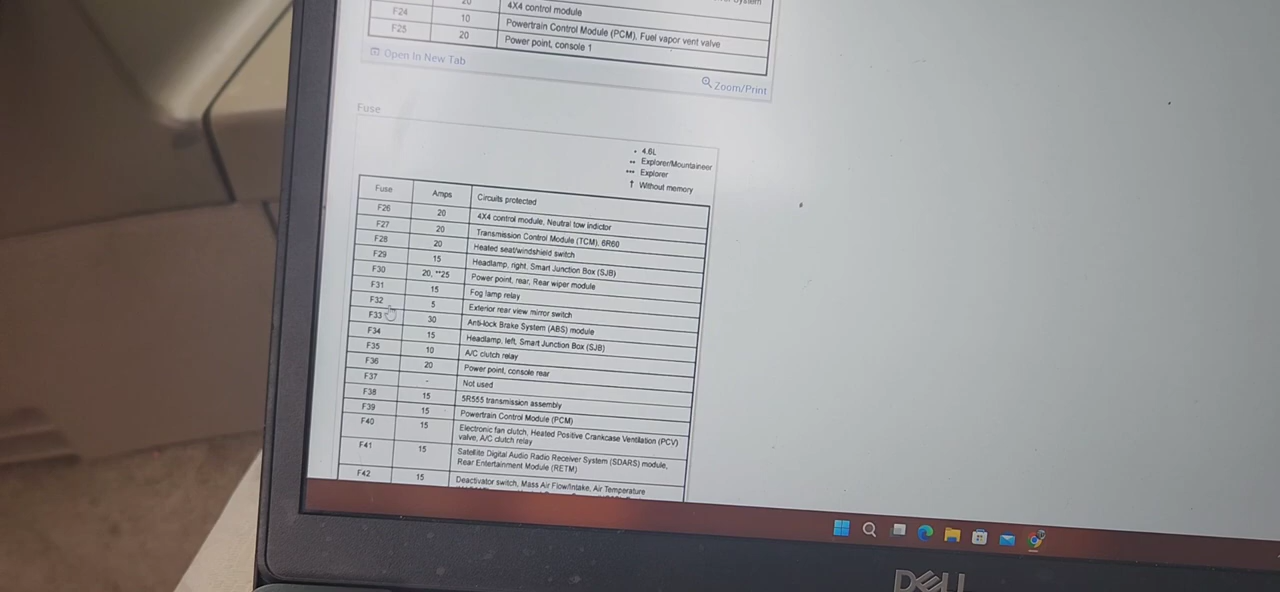 20 4X4 control module
F24 10 Powertrain Control Module (PCM), Fuel vapor vent valve
F25 20 Power point, console 1
Open In New Tab
Zoom/Print
Fuse
• 4.6L
•• Explorer/Mountaineer
••• Explorer
† Without memory
Fuse Amps Circuits protected
F26 20 4X4 control module, Neutral tow indictor
F27 20 Transmission Control Module (TCM), 6R60
F28 20 Heated seat/windshield switch
F29 15 Headlamp, right, Smart Junction Box (SJB)
F30 20, **25 Power point, rear, Rear wiper module
F31 15 Fog lamp relay
F32 5 Exterior rear view mirror switch
F33 30 Anti-lock Brake System (ABS) module
F34 15 Headlamp, left, Smart Junction Box (SJB)
F35 10 A/C clutch relay
F36 20 Power point, console rear
F37 - Not used
F38 15 5R55S transmission assembly
F39 15 Powertrain Control Module (PCM)
F40 15 Electronic fan clutch, Heated Positive Crankcase Ventilation (PCV)
valve, A/C clutch relay
F41 15 Satellite Digital Audio Radio Receiver System (SDARS) module,
Rear Entertainment Module (RETM)
F42 15 Deactivator switch, Mass Air Flow/Intake, Air Temperature
DELL